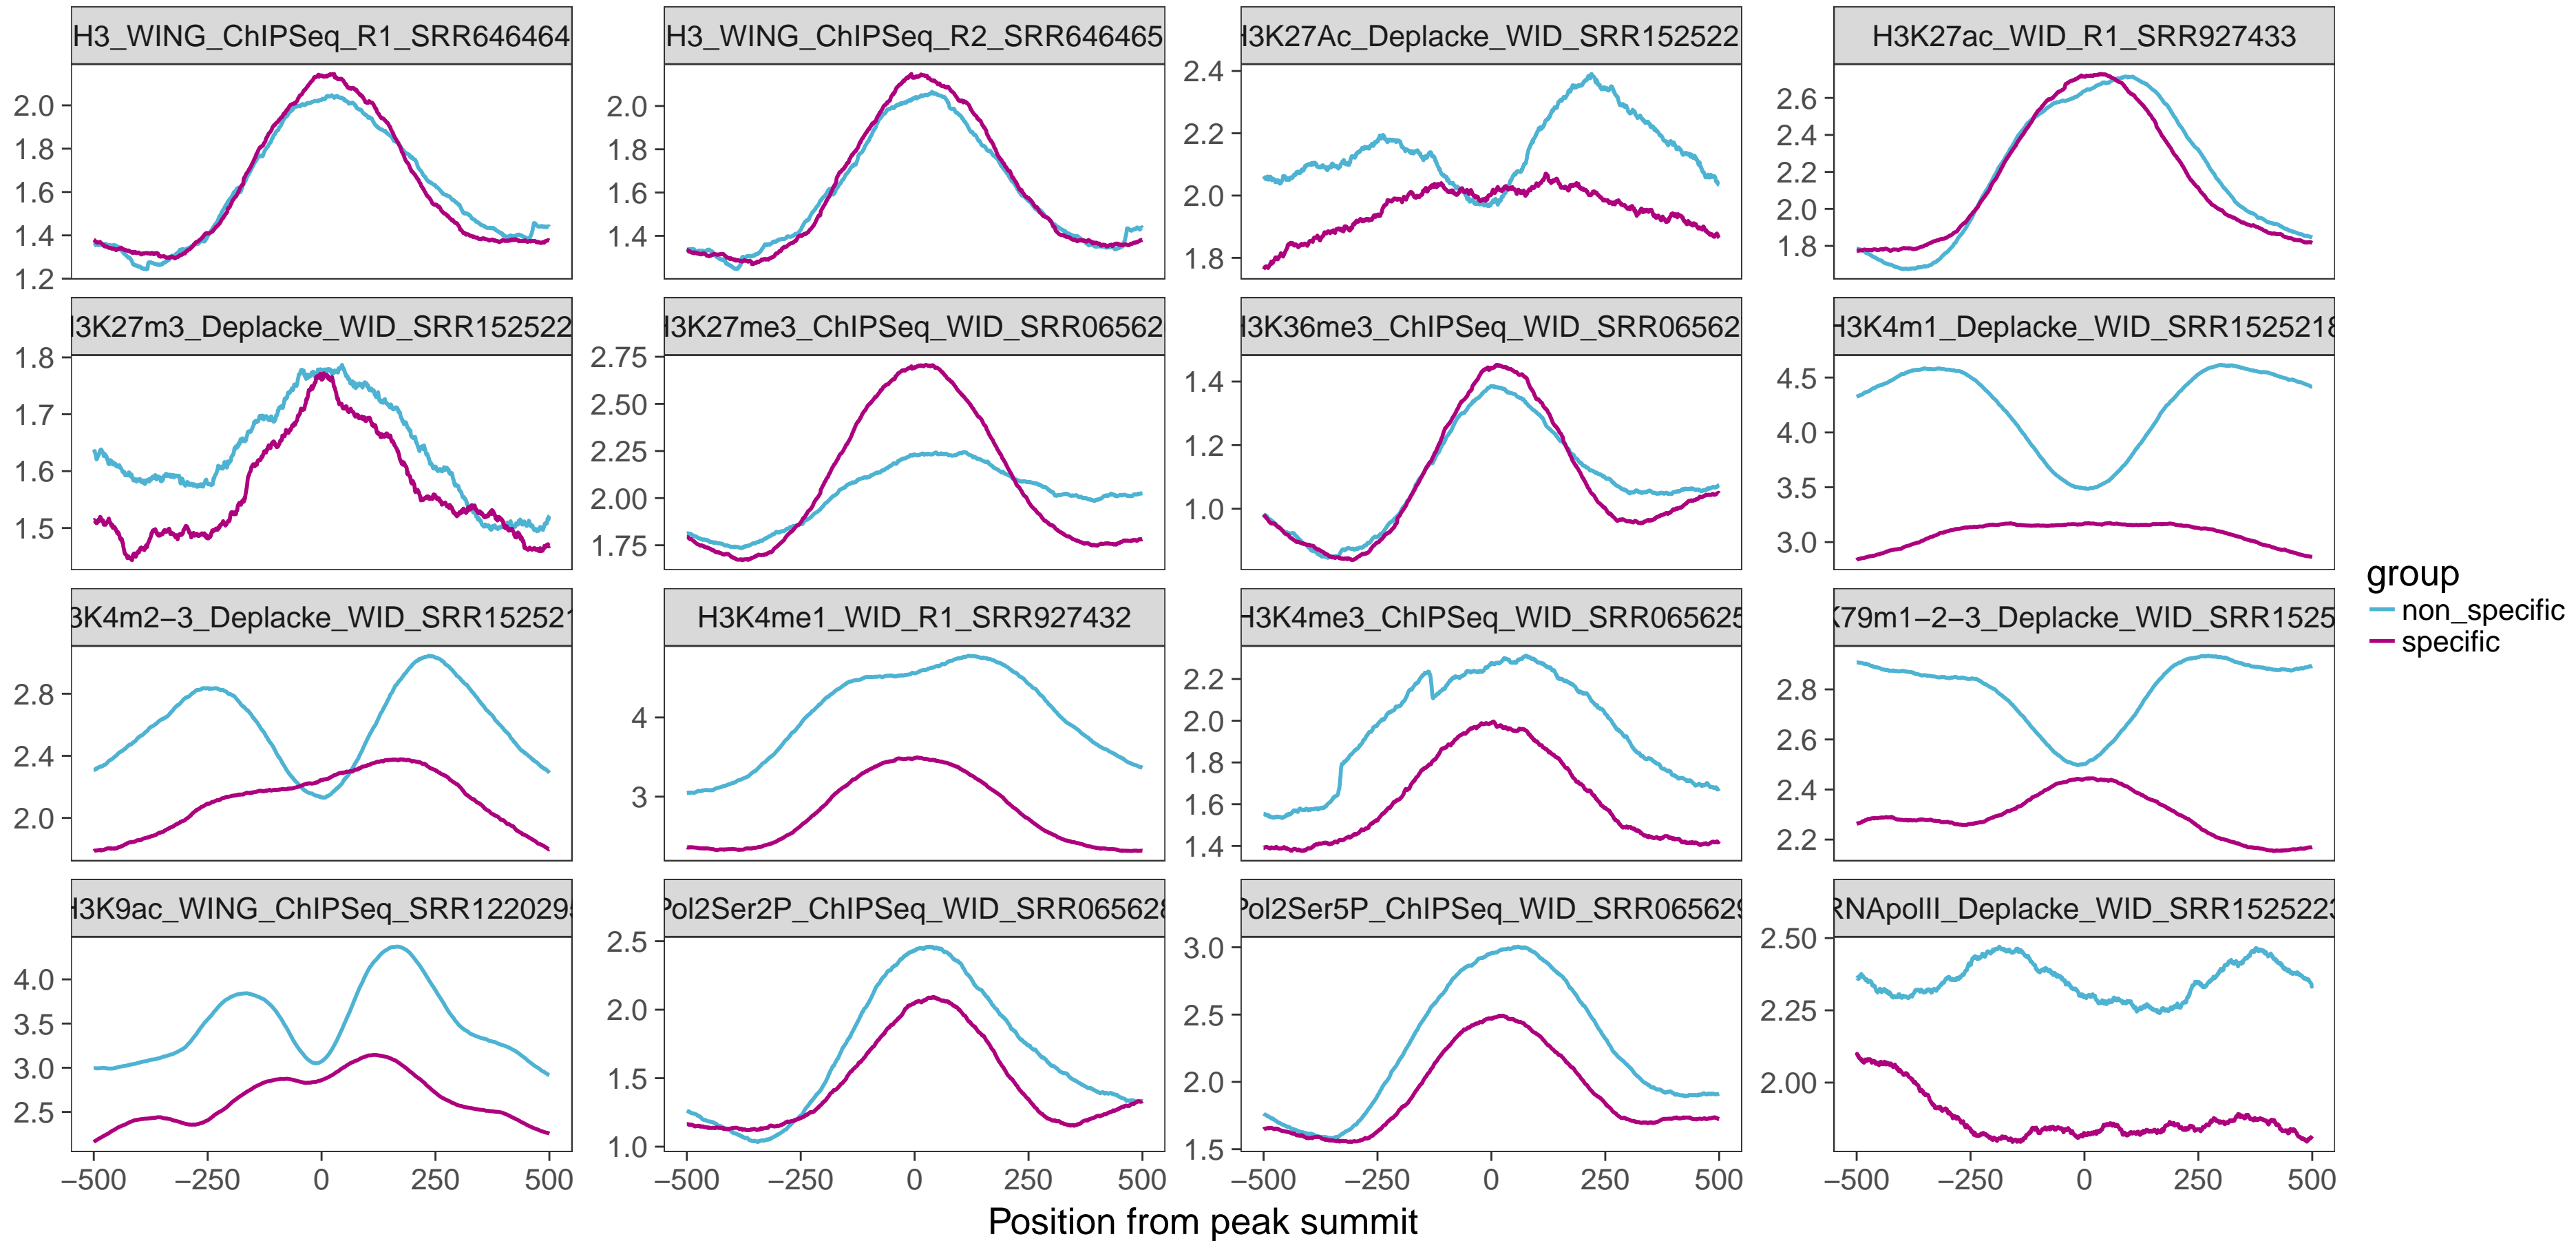 H3_WING_ChIPSeq_R1_SRR646464
H3_WING_ChIPSeq_R2_SRR646465
H3K27Ac_Deplacke_WID_SRR152522
H3K27ac_WID_R1_SRR927433
2.0
1.8
1.6
1.4
1.2
2.0
1.8
1.6
1.4
2.4
2.2
2.0
1.8
2.6
2.4
2.2
2.0
1.8
H3K27m3_Deplacke_WID_SRR152522
H3K27me3_ChIPSeq_WID_SRR06562
H3K36me3_ChIPSeq_WID_SRR06562
H3K4m1_Deplacke_WID_SRR1525218
1.8
1.7
1.6
1.5
2.75
2.50
2.25
2.00
1.75
1.4
1.2
1.0
4.5
4.0
3.5
3.0
3K4m2−3_Deplacke_WID_SRR152521
H3K4me1_WID_R1_SRR927432
H3K4me3_ChIPSeq_WID_SRR065625
K79m1−2−3_Deplacke_WID_SRR1525
2.8
2.4
2.0
4
3
2.2
2.0
1.8
1.6
1.4
2.8
2.6
2.4
2.2
H3K9ac_WING_ChIPSeq_SRR1220295
Pol2Ser2P_ChIPSeq_WID_SRR065628
Pol2Ser5P_ChIPSeq_WID_SRR065629
RNApolII_Deplacke_WID_SRR1525223
4.0
3.5
3.0
2.5
2.5
2.0
1.5
1.0
3.0
2.5
2.0
1.5
2.50
2.25
2.00
−500 −250 0 250 500
−500 −250 0 250 500
−500 −250 0 250 500
−500 −250 0 250 500
Position from peak summit
group
non_specific
specific